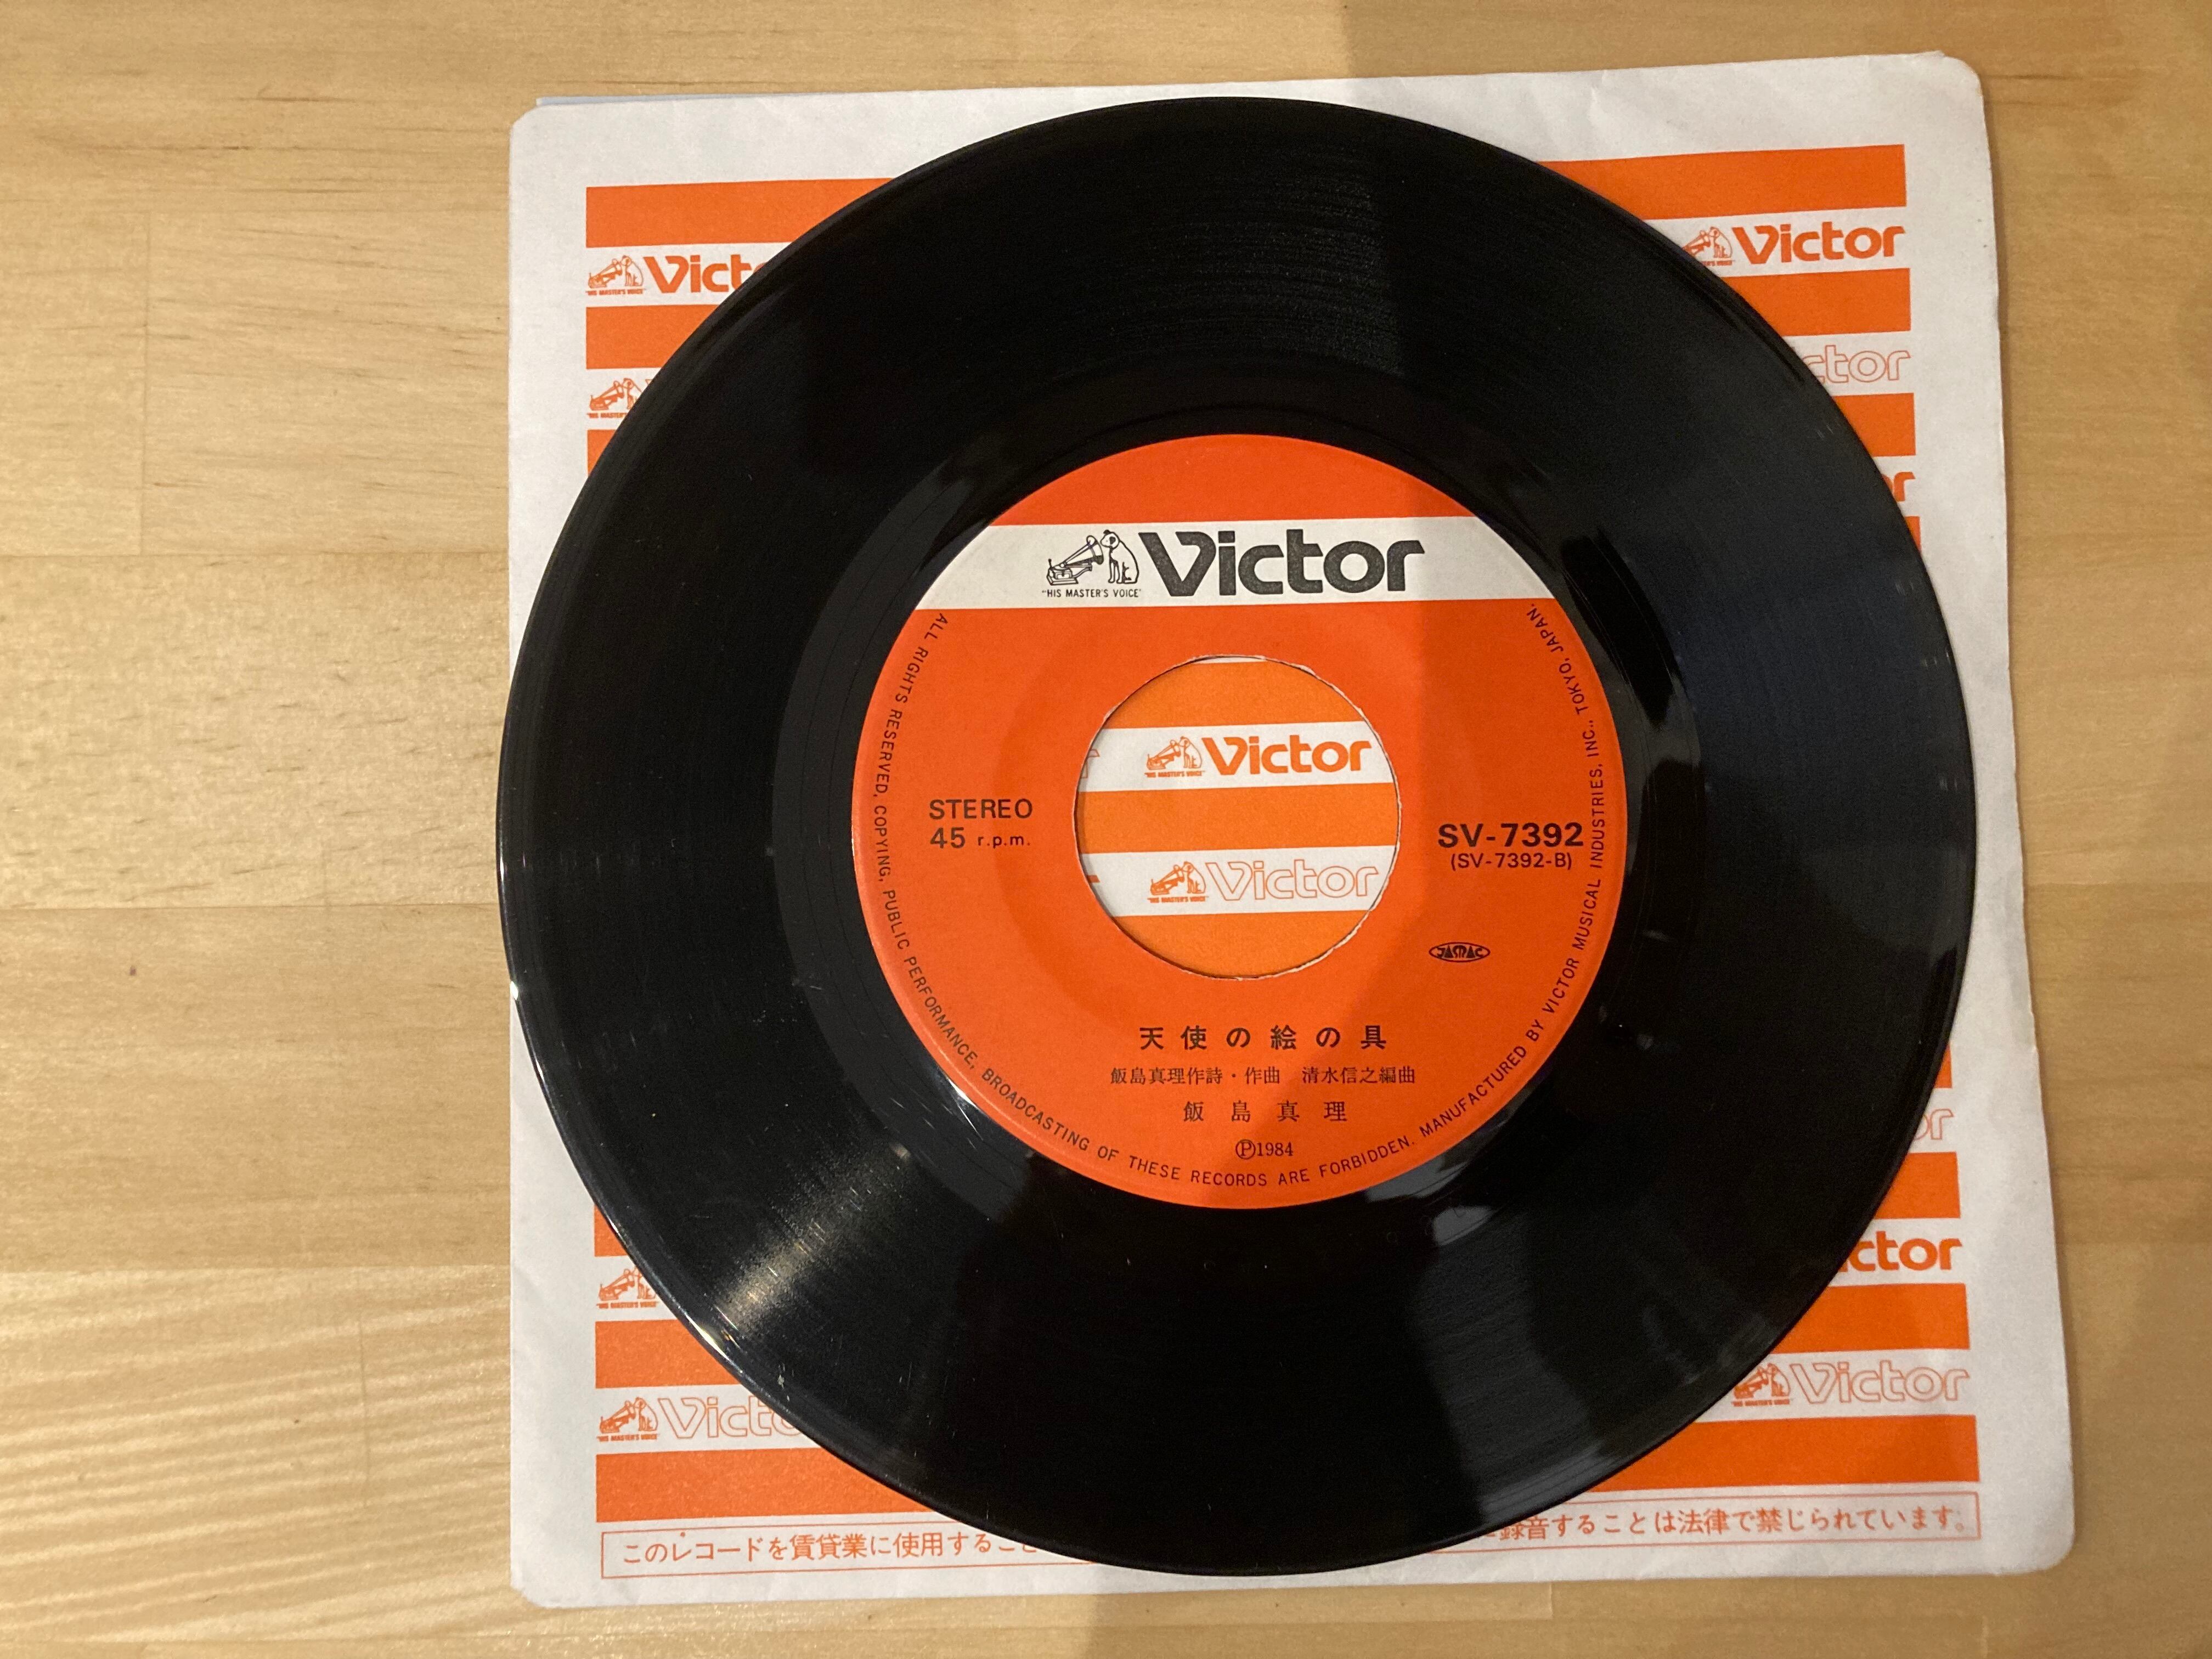 Victor
"HIS MASTER'S VOICE"
Victor
"HIS MASTER'S VOICE"
Victor
"HIS MASTER'S VOICE"
Victor
"HIS MASTER'S VOICE"
Victor
"HIS MASTER'S VOICE"
STEREO
45 r.p.m.
SV-7392
(SV-7392-B)
JASRAC
天使の絵の具
飯島真理作詩・作曲 清水信之編曲
飯島真理
Ⓟ1984
ALL RIGHTS RESERVED, COPYING, PUBLIC PERFORMANCE, BROADCASTING OF THESE RECORDS ARE FORBIDDEN. MANUFACTURED BY VICTOR MUSICAL INDUSTRIES, INC., TOKYO, JAPAN.
Victor
"HIS MASTER'S VOICE"
このレコードを賃貸業に使用するこ 録音することは法律で禁じられています。